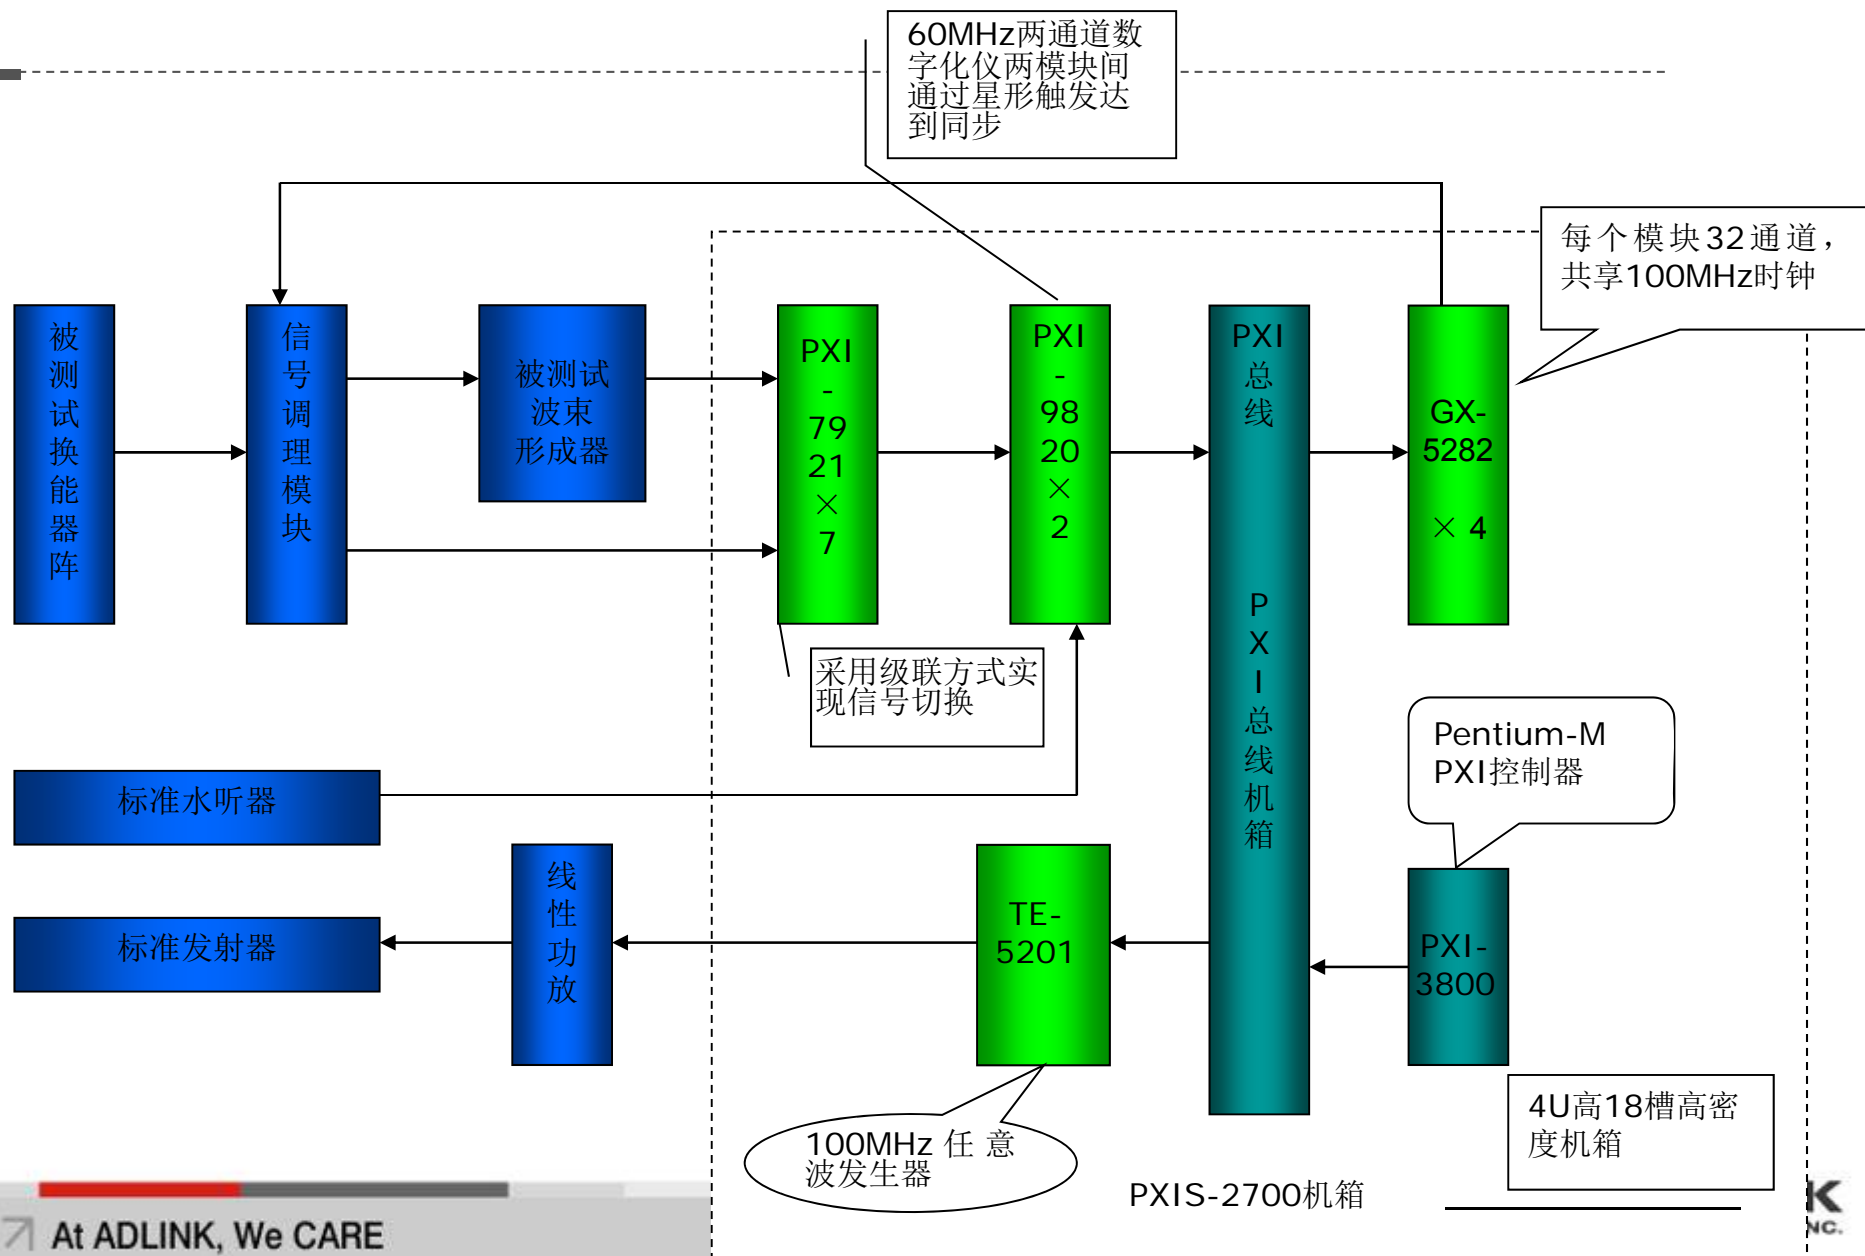 60MHz两通道数
字化仪两模块间
通过星形触发达
到同步
每个模块32通道，
共享100MHz时钟
被
测
试
换
能
器
阵
信
号
调
理
模
块
被测试
波束
形成器
PXI
-
79
21
×
7
PXI
-
98
20
×
2
PXI
总
线
P
X
I
总
线
机
箱
GX-
5282
× 4
采用级联方式实
现信号切换
Pentium-M
PXI控制器
标准水听器
标准发射器
线
性
功
放
TE-
5201
PXI-
3800
100MHz 任 意
波发生器
4U高18槽高密
度机箱
PXIS-2700机箱
At ADLINK, We CARE
K
NC.